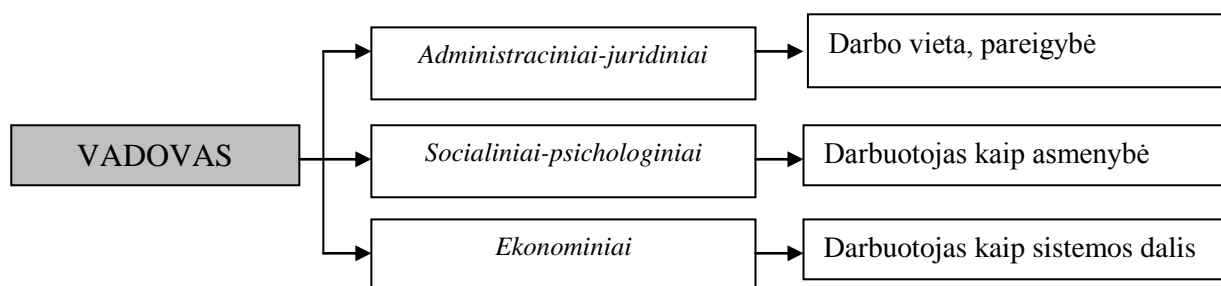 VADOVAS
Administraciniai-juridiniai
Darbo vieta, pareigybė
Socialiniai-psichologiniai
Darbuotojas kaip asmenybė
Ekonominiai
Darbuotojas kaip sistemos dalis